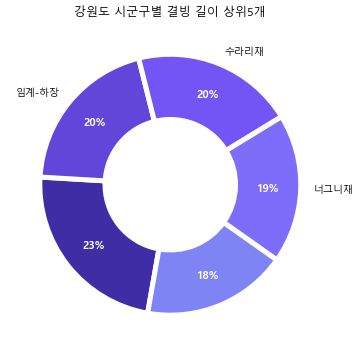 강원도 시군구별 결빙 길이 상위5개
수라리재
임계-하장
20%
20%
너그니재
19%
23%
18%